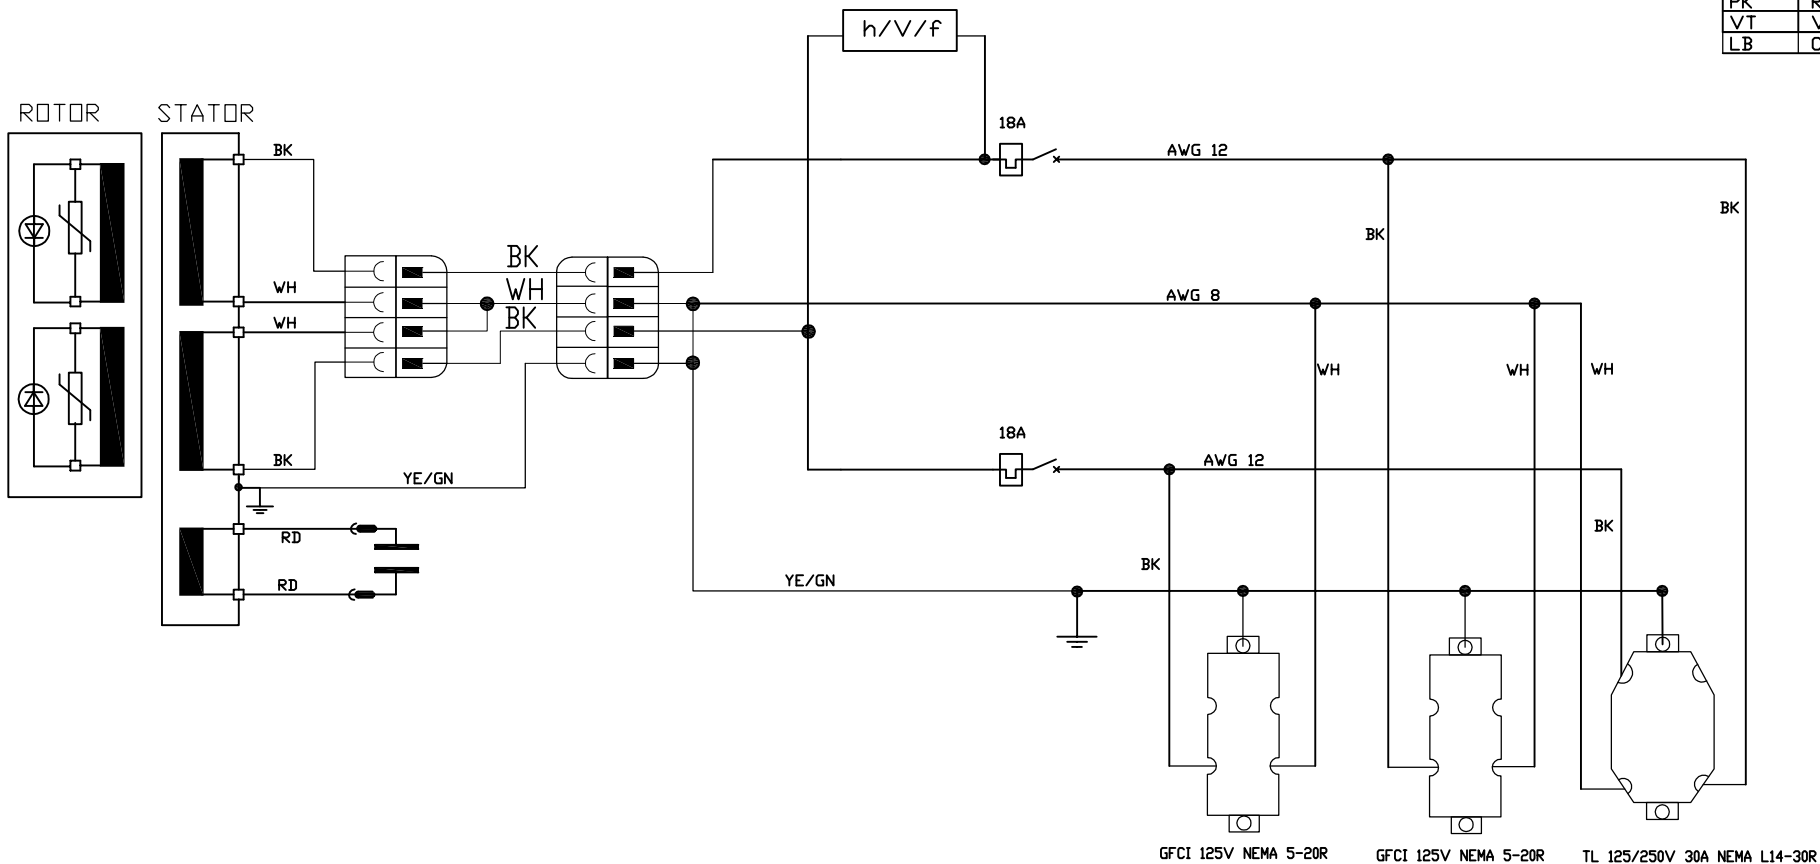 h/V/f
PK
VT V
LB
ROTOR STATOR
18A
BK
AWG 12
BK
BK
BK
WH
WH
BK
WH
AWG 8
WH
WH
WH
BK
18A
AWG 12
YE/GN
BK
RD
BK
RD
YE/GN
GFCI 125V NEMA 5-20R GFCI 125V NEMA 5-20R TL 125/250V 30A NEMA L14-30R